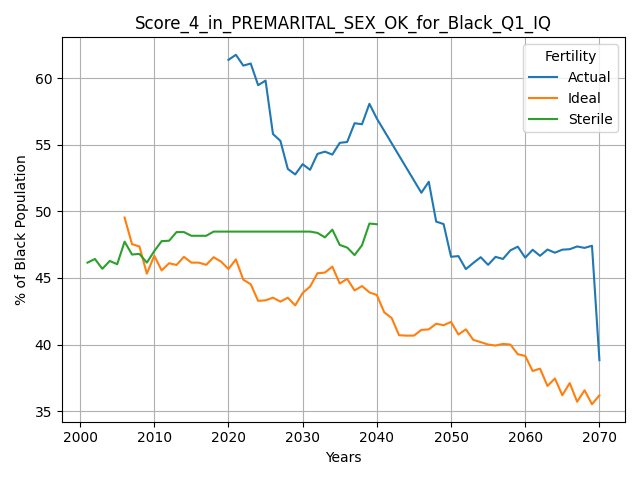 Score_4_in_PREMARITAL_SEX_OK_for_Black_Q1_IQ
Fertility
Actual
Ideal
Sterile
% of Black Population
60
55
50
45
40
35
2000 2010 2020 2030 2040 2050 2060 2070
Years